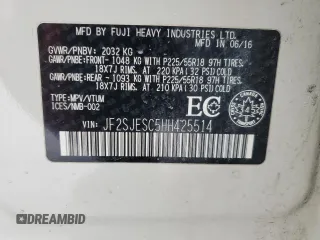 MFD BY FUJI HEAVY INDUSTRIES LTD.
GVWR/PNBV: 2032 KG M-FD IN 06/16
GAWR/PNBE:FRONT- 1048 KG WITH P225/55R18 97H TIRES,
18X7J RIMS, AT 220 KPA(32 PSI) COLD
GAWR/PNBE:REAR - 1093 KG WITH P225/55R18 97H TIRES,
18X7J RIMS, AT 210 KPA(30 PSI) COLD
TYPE:MPV/VTUM
ICES/NMB-002
EC
VIN: JF2SJESC5HH425514
© AutoBidMaster